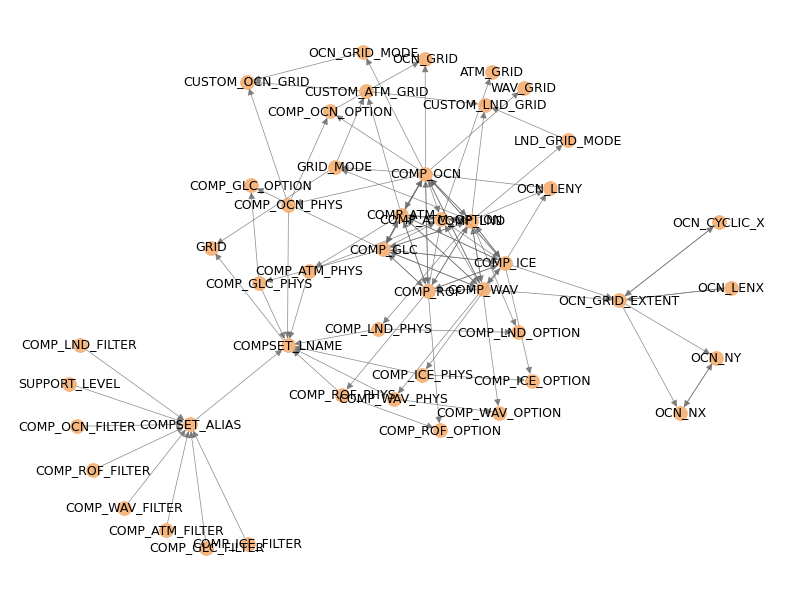 OCN_GRID_MODE
OCN_GRID
ATM_GRID
CUSTOM_OCN_GRID
CUSTOM_ATM_GRID
WAV_GRID
CUSTOM_LND_GRID
COMP_OCN_OPTION
LND_GRID_MODE
GRID_MODE
COMP_OCN
COMP_GLC_OPTION
OCN_LENY
COMP_OCN_PHYS
COMP_ATM
COMP_ATM_OPTION
COMP_LND
OCN_CYCLIC_X
GRID
COMP_GLC
COMP_ICE
COMP_ATM_PHYS
COMP_GLC_PHYS
COMP_ROF
COMP_WAV
OCN_LENX
OCN_GRID_EXTENT
COMP_LND_PHYS
COMP_LND_OPTION
COMP_LND_FILTER
COMPSET_LNAME
OCN_NY
COMP_ICE_PHYS
COMP_ICE_OPTION
SUPPORT_LEVEL
COMP_ROF_PHYS
COMP_WAV_PHYS
COMP_WAV_OPTION
OCN_NX
COMP_OCN_FILTER
COMPSET_ALIAS
COMP_ROF_OPTION
COMP_ROF_FILTER
COMP_WAV_FILTER
COMP_ATM_FILTER
COMP_GLC_FILTER
COMP_ICE_FILTER